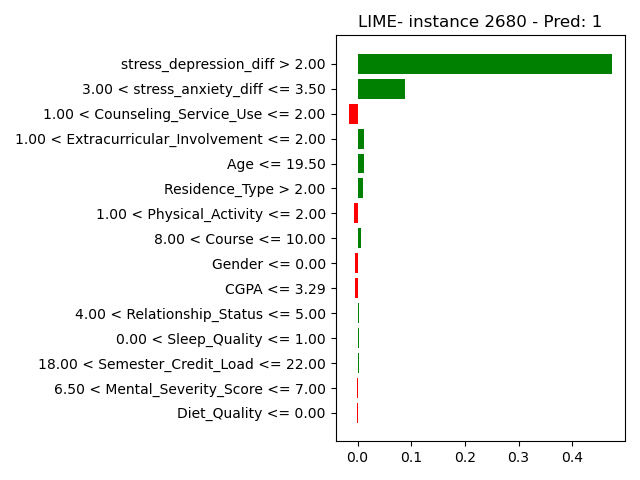 LIME- instance 2680 - Pred: 1
stress_depression_diff > 2.00
3.00 < stress_anxiety_diff <= 3.50
1.00 < Counseling_Service_Use <= 2.00
1.00 < Extracurricular_Involvement <= 2.00
Age <= 19.50
Residence_Type > 2.00
1.00 < Physical_Activity <= 2.00
8.00 < Course <= 10.00
Gender <= 0.00
CGPA <= 3.29
4.00 < Relationship_Status <= 5.00
0.00 < Sleep_Quality <= 1.00
18.00 < Semester_Credit_Load <= 22.00
6.50 < Mental_Severity_Score <= 7.00
Diet_Quality <= 0.00
0.0 0.1 0.2 0.3 0.4